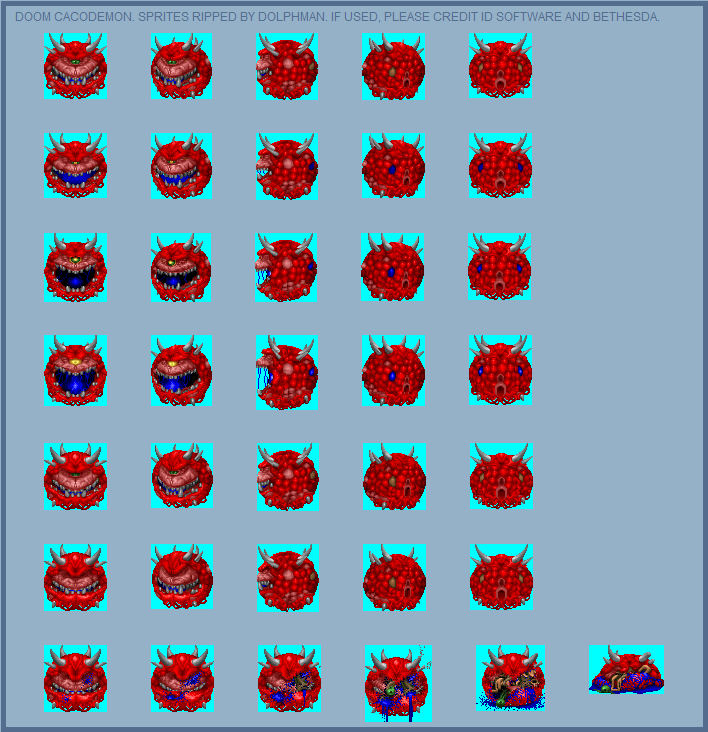 DOOM CACODEMON. SPRITES RIPPED BY DOLPHMAN. IF USED, PLEASE CREDIT ID SOFTWARE AND BETHESDA.